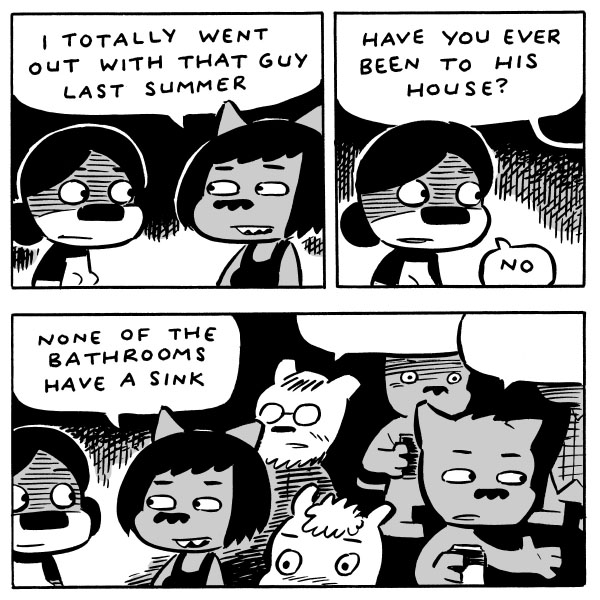 I TOTALLY WENT
OUT WITH THAT GUY
LAST SUMMER
HAVE YOU EVER
BEEN TO HIS
HOUSE?
NO
NONE OF THE
BATHROOMS
HAVE A SINK